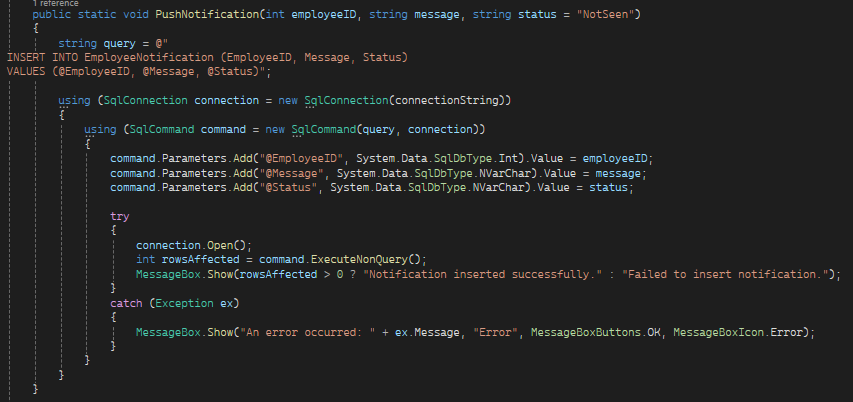 1 reference
public static void PushNotification(int employeeID, string message, string status = "NotSeen")
{
string query = @"
INSERT INTO EmployeeNotification (EmployeeID, Message, Status)
VALUES (@EmployeeID, @Message, @Status)";
using (SqlConnection connection = new SqlConnection(connectionString))
{
using (SqlCommand command = new SqlCommand(query, connection))
{
command.Parameters.Add("@EmployeeID", System.Data.SqlDbType.Int).Value = employeeID;
command.Parameters.Add("@Message", System.Data.SqlDbType.NVarChar).Value = message;
command.Parameters.Add("@Status", System.Data.SqlDbType.NVarChar).Value = status;
try
{
connection.Open();
int rowsAffected = command.ExecuteNonQuery();
MessageBox.Show(rowsAffected > 0 ? "Notification inserted successfully." : "Failed to insert notification.");
}
catch (Exception ex)
{
MessageBox.Show("An error occurred: " + ex.Message, "Error", MessageBoxButtons.OK, MessageBoxIcon.Error);
}
}
}
}